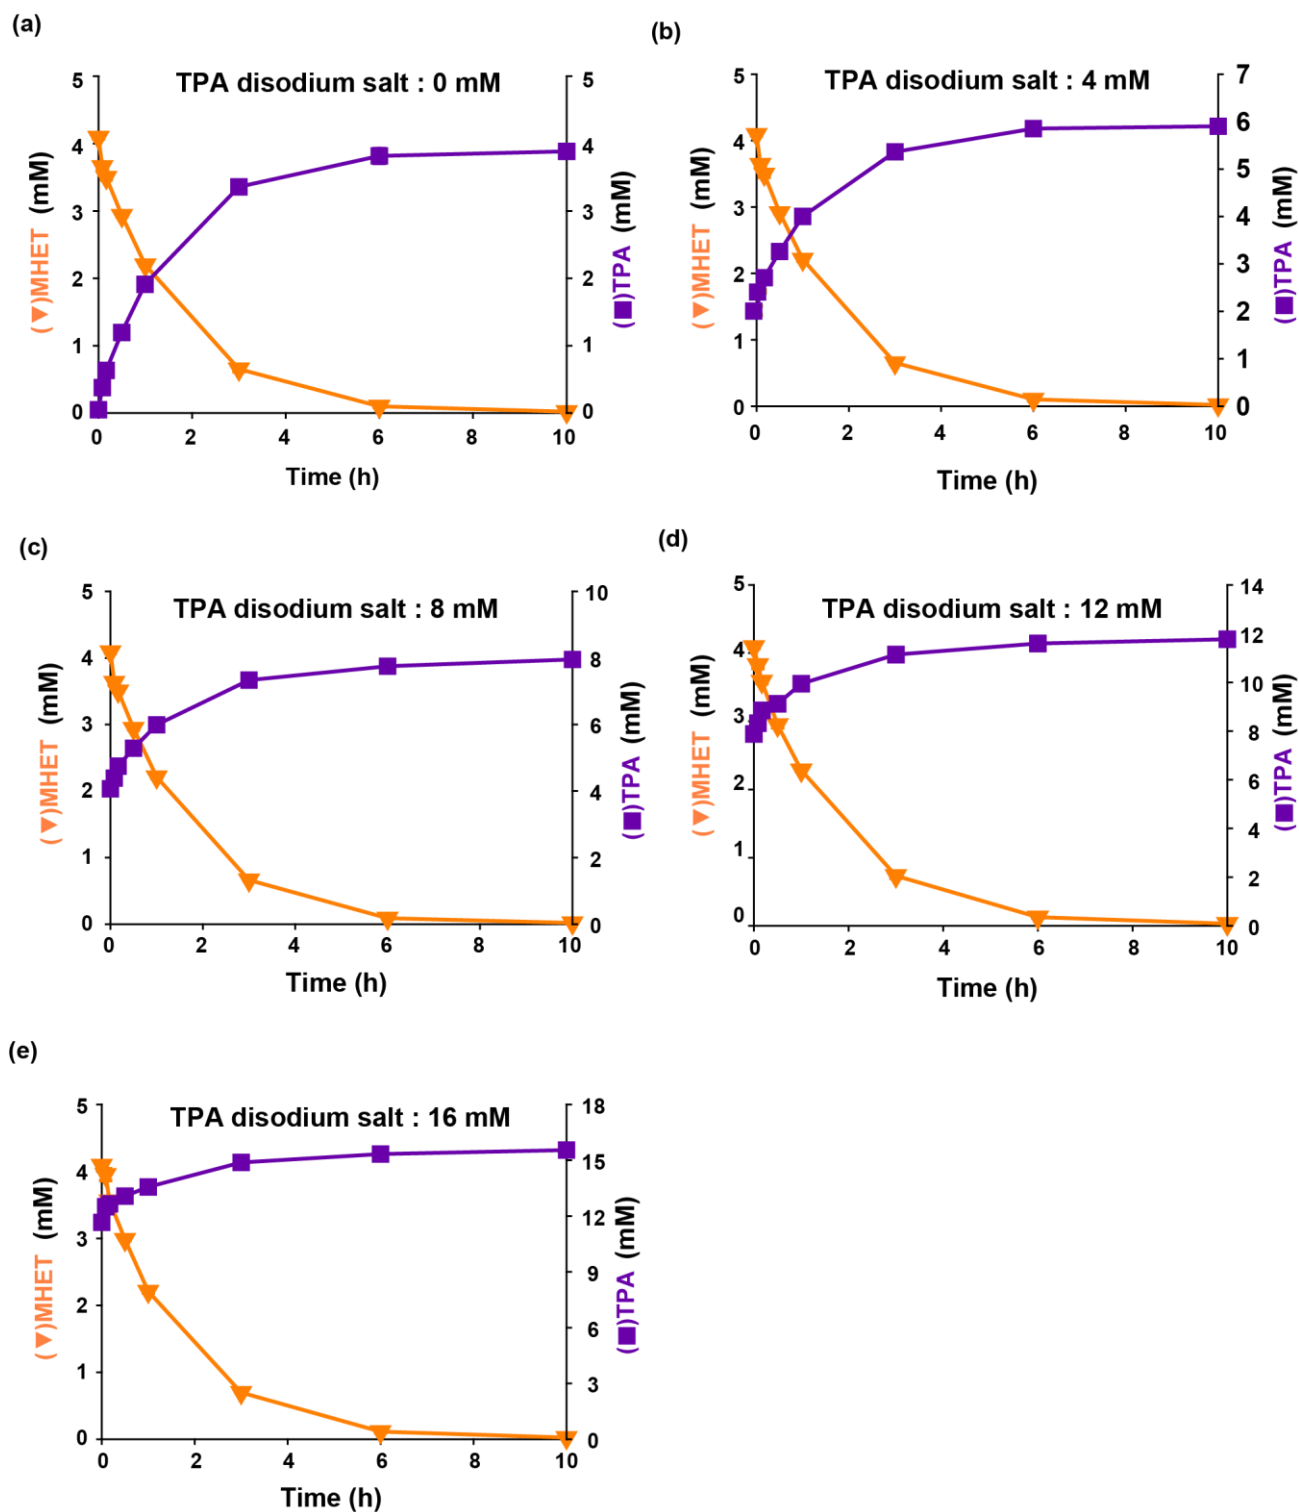 (a)
TPA disodium salt : 0 mM
5
4
3
2
1
0
(▼)MHET (mM)
5
4
3
2
1
0
(■)TPA (mM)
0 2 4 6 8 10
Time (h)
(b)
TPA disodium salt : 4 mM
5
4
3
2
1
0
(▼)MHET (mM)
7
6
5
4
3
2
1
0
(■)TPA (mM)
0 2 4 6 8 10
Time (h)
(c)
TPA disodium salt : 8 mM
5
4
3
2
1
0
(▼)MHET (mM)
10
8
6
4
2
0
(■)TPA (mM)
0 2 4 6 8 10
Time (h)
(d)
TPA disodium salt : 12 mM
5
4
3
2
1
0
(▼)MHET (mM)
14
12
10
8
6
4
2
0
(■)TPA (mM)
0 2 4 6 8 10
Time (h)
(e)
TPA disodium salt : 16 mM
5
4
3
2
1
0
(▼)MHET (mM)
18
15
12
9
6
3
0
(■)TPA (mM)
0 2 4 6 8 10
Time (h)